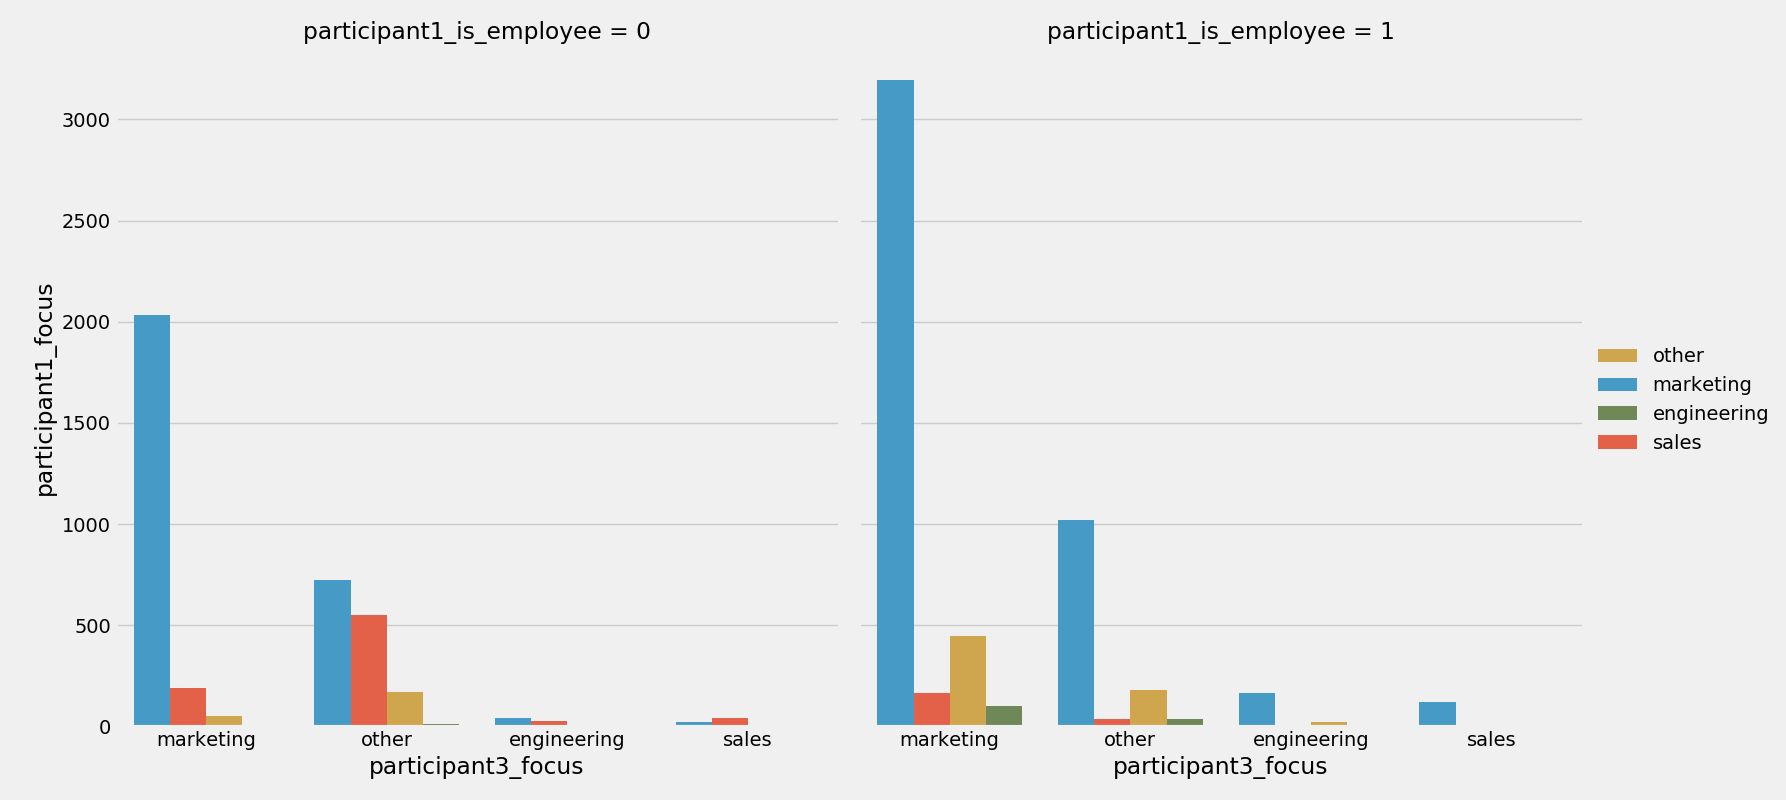 participant1_is_employee = 0
participant1_is_employee = 1
participant1_focus
3000
2500
2000
1500
1000
500
0
marketing other engineering sales
participant3_focus
marketing other engineering sales
participant3_focus
other
marketing
engineering
sales